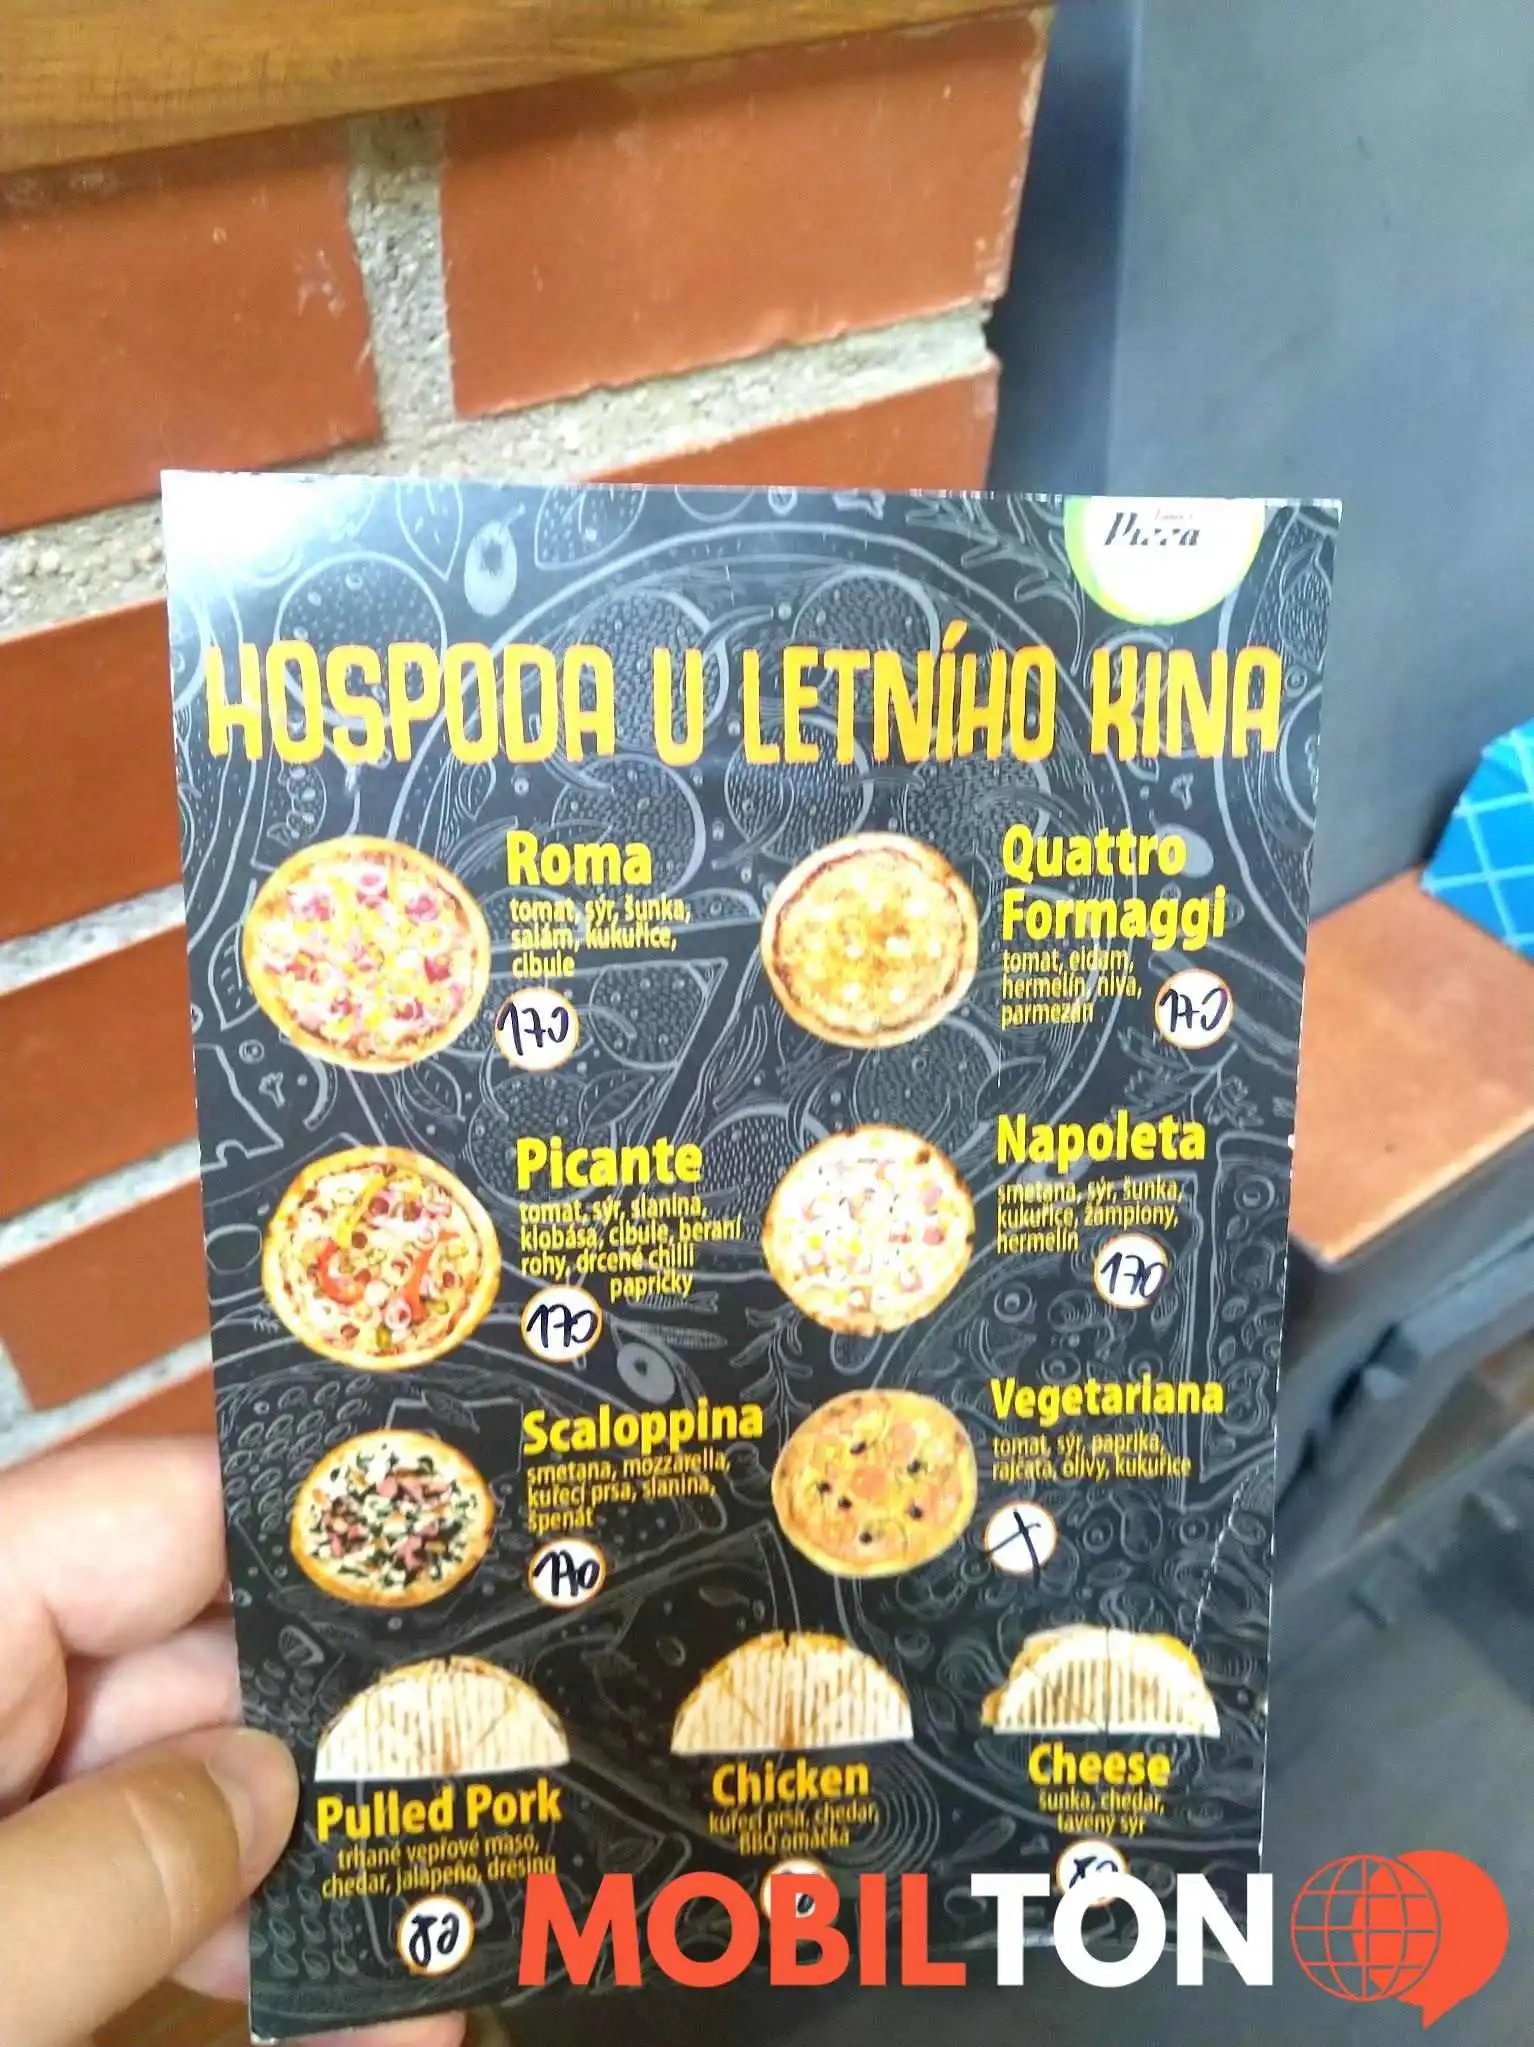 Pizza
HOSPODA U LETNÍHO KINA
Roma
tomat, sýr, šunka,
salám, kukuřice,
cibule
170
Quattro
Formaggi
tomat, eidam,
hermelín, niva,
parmezán
170
Picante
tomat, sýr, slanina,
klobása, cibule, beraní
rohy, drcené chilli
papričky
170
Napoleta
smetana, sýr, šunka,
kukuřice, žampiony,
hermelín
170
Scaloppina
smetana, mozzarella,
kuřecí prsa, slanina,
špenát
170
Vegetariana
tomat, sýr, paprika,
rajčata, olivy, kukuřice
X
Pulled Pork
trhané vepřové maso,
chedar, jalapeño, dresing
80
Chicken
kuřecí prsa, chedar,
BBQ omáčka
Cheese
šunka, chedar,
tavený sýr
80
MOBILTON